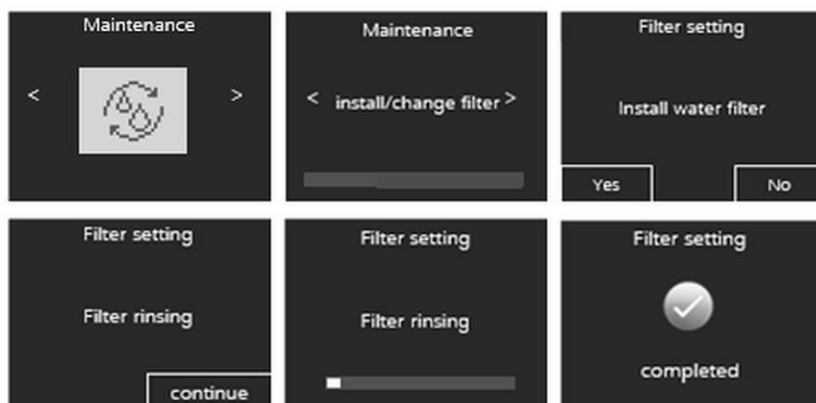 Maintenance
<
>
Maintenance
< install/change filter >
Filter setting
Install water filter
Yes
No
Filter setting
Filter rinsing
continue
Filter setting
Filter rinsing
Filter setting
completed